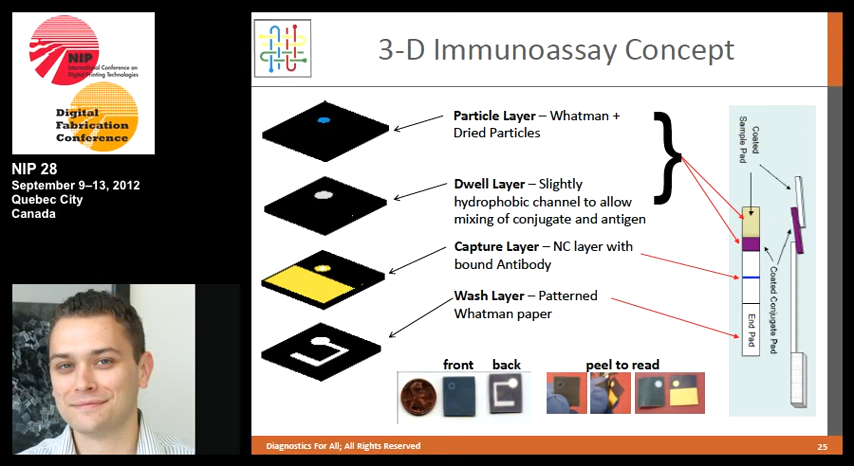 NIP
International Conference on
Digital Printing Technologies
Digital
Fabrication
Conference
NIP 28
September 9–13, 2012
Quebec City
Canada
3-D Immunoassay Concept
Particle Layer – Whatman +
Dried Particles
Dwell Layer – Slightly
hydrophobic channel to allow
mixing of conjugate and antigen
Capture Layer – NC layer with
bound Antibody
Wash Layer – Patterned
Whatman paper
}
Coated
Sample Pad
Coated Conjugate Pad
End Pad
front
back
peel to read
Diagnostics For All; All Rights Reserved
25